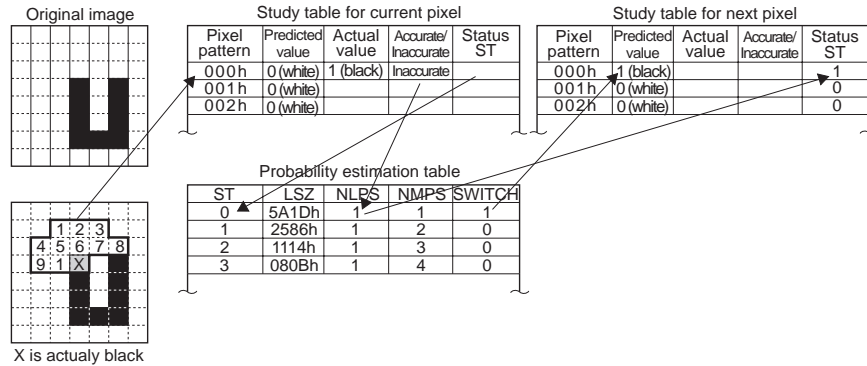 Original image
Study table for current pixel
Pixel pattern Predicted value Actual value Accurate/ Inaccurate Status ST
000h 0 (white) 1 (black) Inaccurate
001h 0 (white)
002h 0 (white)
Study table for next pixel
Pixel pattern Predicted value Actual value Accurate/ Inaccurate Status ST
000h 1 (black) 1
001h 0 (white) 0
002h 0 (white) 0
Probability estimation table
ST LSZ NLPS NMPS SWITCH
0 5A1Dh 1 1 1
1 2586h 1 2 0
2 1114h 1 3 0
3 080Bh 1 4 0
1 2 3
4 5 6 7 8
9 1 X
X is actualy black